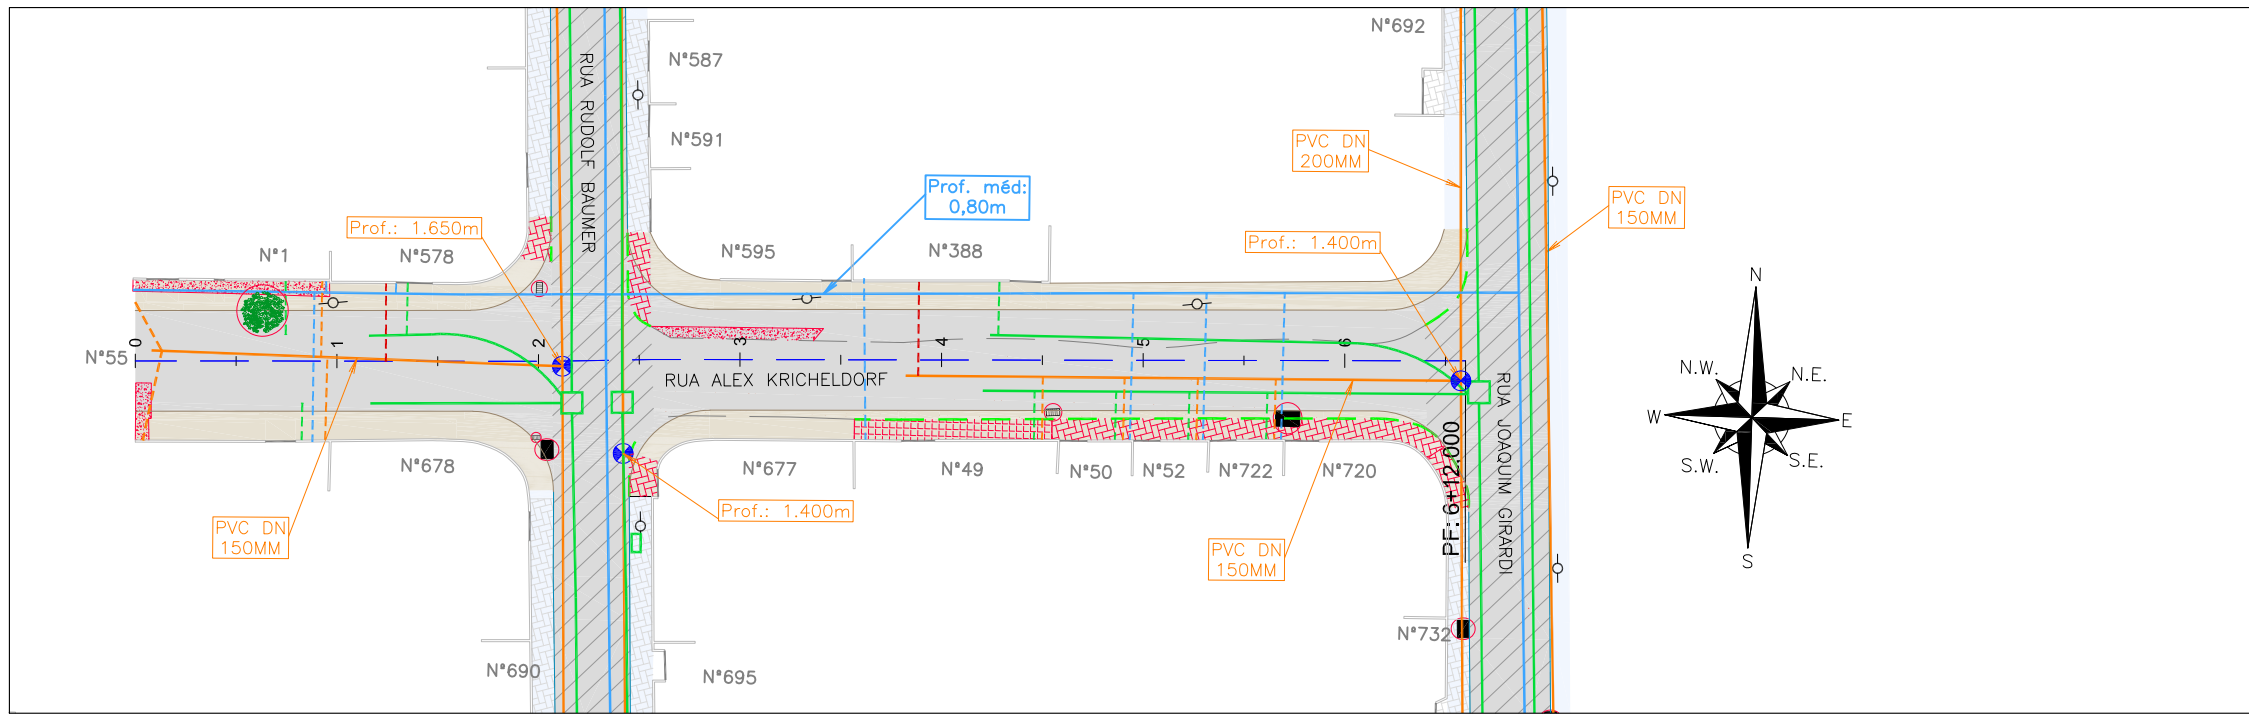 N°692
N°587
RUA RUDOLF BAUMER
N°591
PVC DN
200MM
Prof. méd:
0,80m
PVC DN
150MM
Prof.: 1.650m
Prof.: 1.400m
N°1
N°578
N°595
N°388
N
N.W.
N.E.
W
E
S.W.
S.E.
S
N°55
0
1
2
3
4
5
6
RUA ALEX KRICHELDORF
RUA JOAQUIM GIRARDI
PF: 6+12.000
N°678
N°677
N°49
N°50
N°52
N°722
N°720
Prof.: 1.400m
PVC DN
150MM
PVC DN
150MM
N°732
N°690
N°695